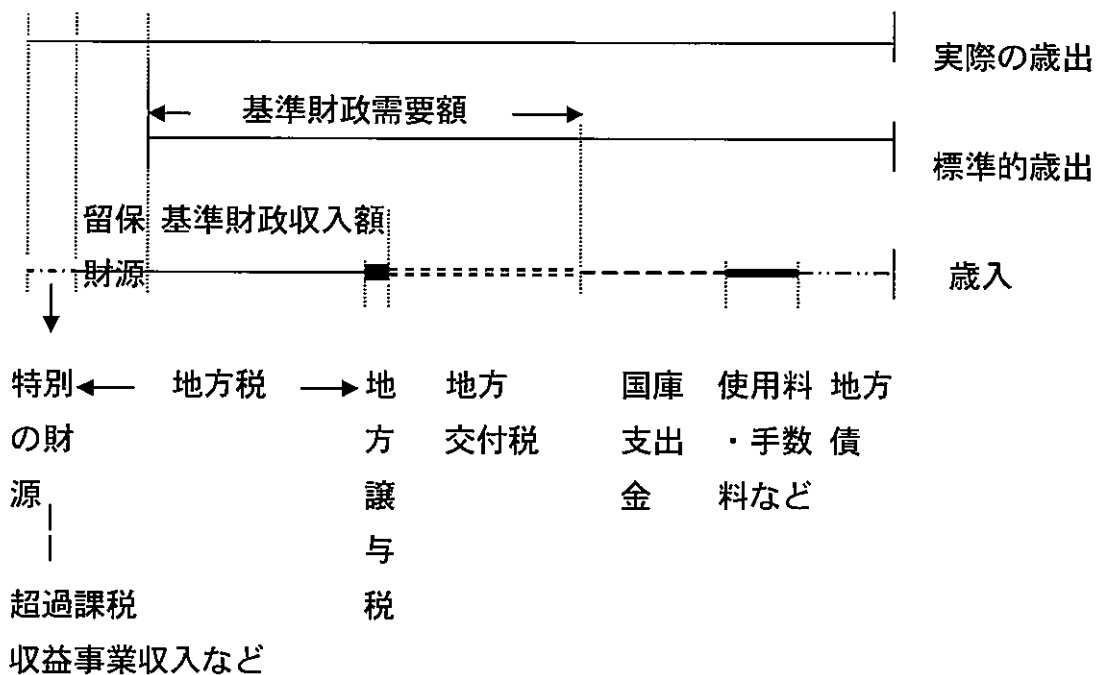 実際の歳出
基準財政需要額
標準的歳出
留保 基準財政収入額
財源
歳入
特別
の財
源
地方税
地
方
譲
与
税
地方
交付税
国庫
支出
金
使用料
・手数
料など
地方
債
超過課税
収益事業収入など